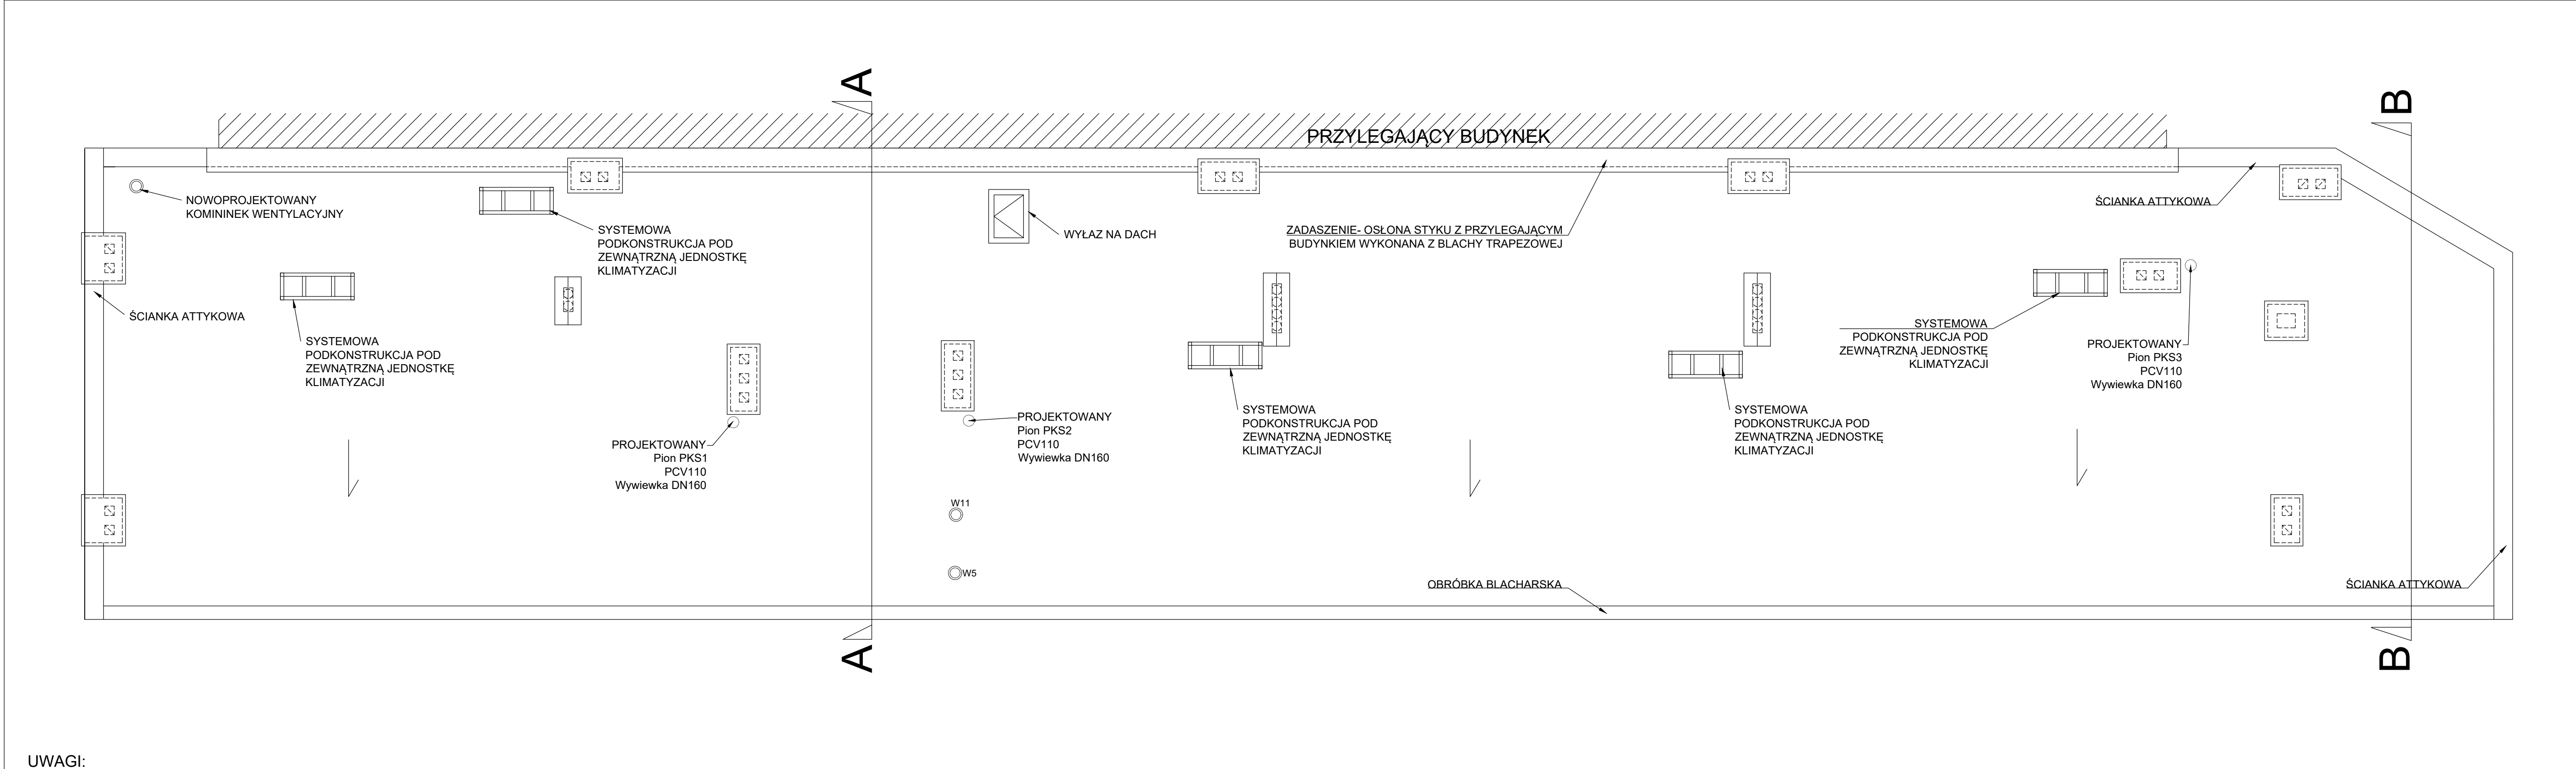 A
B
PRZYLEGAJĄCY BUDYNEK
NOWOPROJEKTOWANY
KOMININEK WENTYLACYJNY
SYSTEMOWA
PODKONSTRUKCJA POD
ZEWNĄTRZNĄ JEDNOSTKĘ
KLIMATYZACJI
WYŁAZ NA DACH
ZADASZENIE- OSŁONA STYKU Z PRZYLEGAJĄCYM
BUDYNKIEM WYKONANA Z BLACHY TRAPEZOWEJ
ŚCIANKA ATTYKOWA
ŚCIANKA ATTYKOWA
SYSTEMOWA
PODKONSTRUKCJA POD
ZEWNĄTRZNĄ JEDNOSTKĘ
KLIMATYZACJI
SYSTEMOWA
PODKONSTRUKCJA POD
ZEWNĄTRZNĄ JEDNOSTKĘ
KLIMATYZACJI
PROJEKTOWANY
Pion PKS3
PCV110
Wywiewka DN160
PROJEKTOWANY
Pion PKS1
PCV110
Wywiewka DN160
PROJEKTOWANY
Pion PKS2
PCV110
Wywiewka DN160
SYSTEMOWA
PODKONSTRUKCJA POD
ZEWNĄTRZNĄ JEDNOSTKĘ
KLIMATYZACJI
SYSTEMOWA
PODKONSTRUKCJA POD
ZEWNĄTRZNĄ JEDNOSTKĘ
KLIMATYZACJI
W11
W5
OBRÓBKA BLACHARSKA
ŚCIANKA ATTYKOWA
A
B
UWAGI: